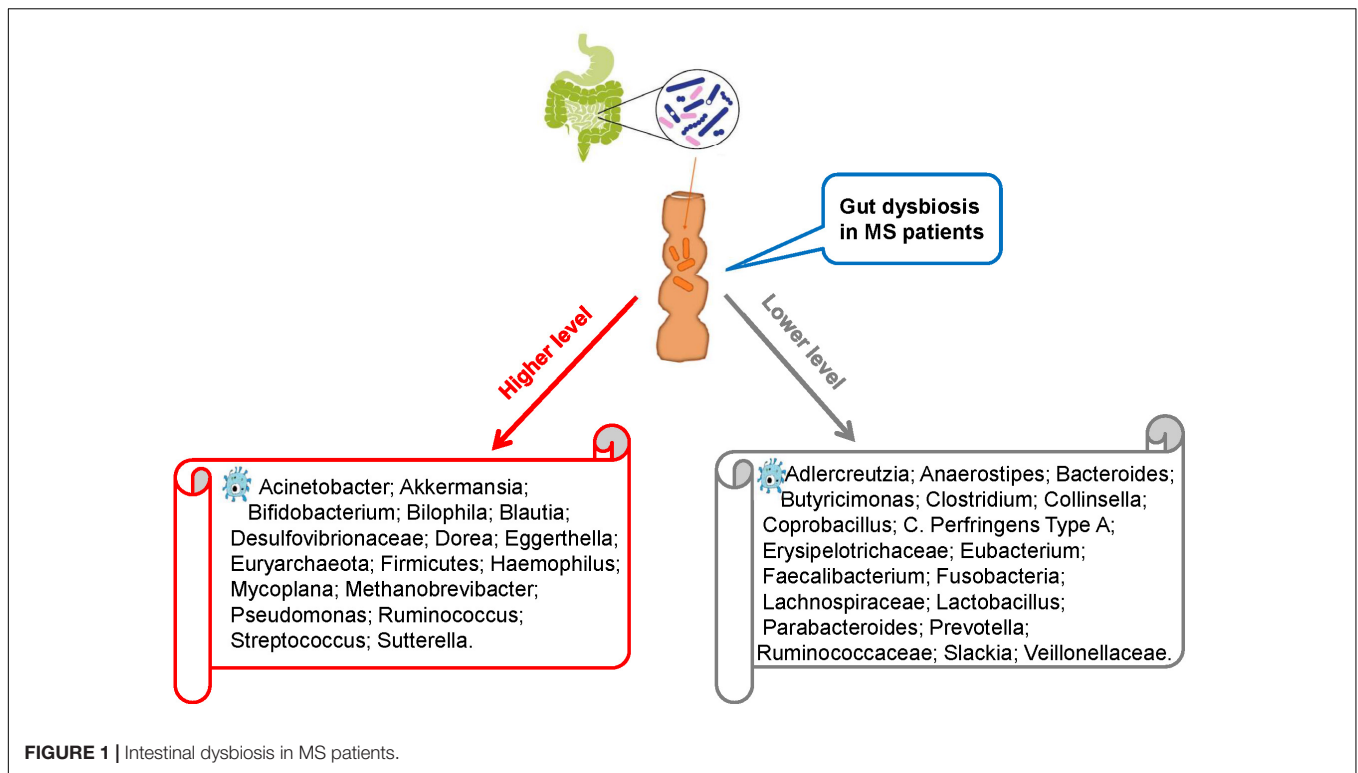 Gut dysbiosis
in MS patients
Higher level
Lower level
Acinetobacter; Akkermansia;
Bifidobacterium; Bilophila; Blautia;
Desulfovibrionaceae; Dorea; Eggerthella;
Euryarchaeota; Firmicutes; Haemophilus;
Mycoplana; Methanobrevibacter;
Pseudomonas; Ruminococcus;
Streptococcus; Sutterella.
Adlercreutzia; Anaerostipes; Bacteroides;
Butyricimonas; Clostridium; Collinsella;
Coprobacillus; C. Perfringens Type A;
Erysipelotrichaceae; Eubacterium;
Faecalibacterium; Fusobacteria;
Lachnospiraceae; Lactobacillus;
Parabacteroides; Prevotella;
Ruminococcaceae; Slackia; Veillonellaceae.
FIGURE 1 | Intestinal dysbiosis in MS patients.